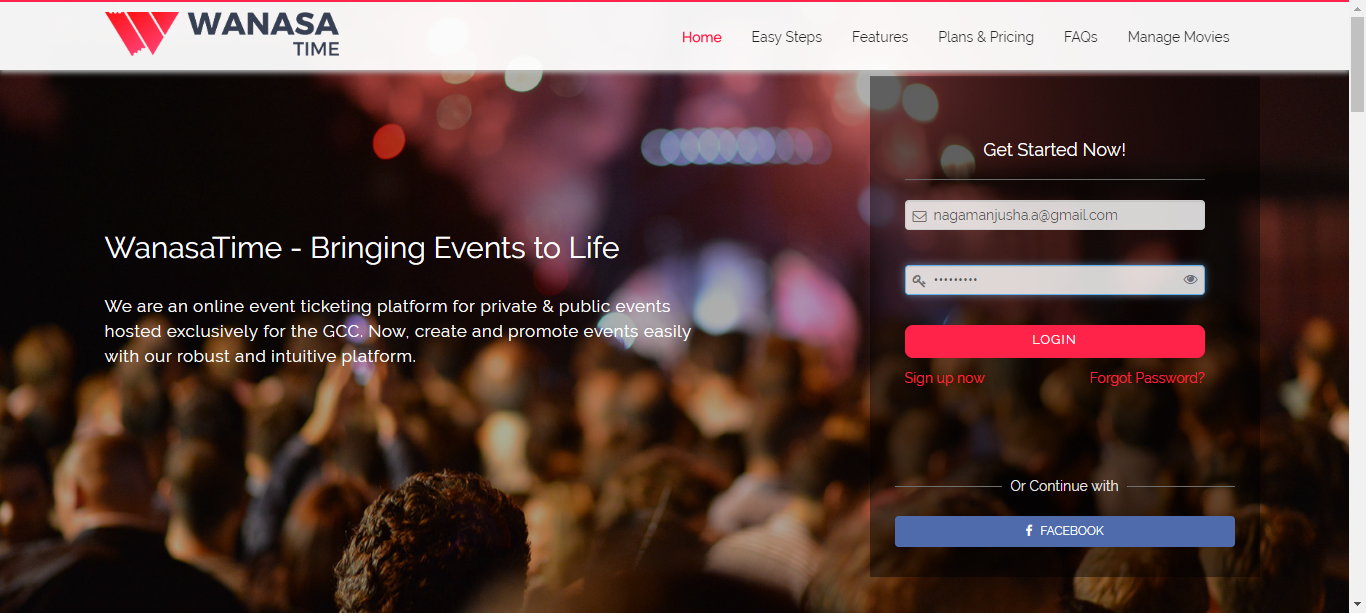 WANASA
TIME
Home
Easy Steps
Features
Plans & Pricing
FAQs
Manage Movies
WanasaTime - Bringing Events to Life
We are an online event ticketing platform for private & public events
hosted exclusively for the GCC. Now, create and promote events easily
with our robust and intuitive platform.
Get Started Now!
nagamanjusha.a@gmail.com
•••••••••
LOGIN
Sign up now
Forgot Password?
Or Continue with
FACEBOOK